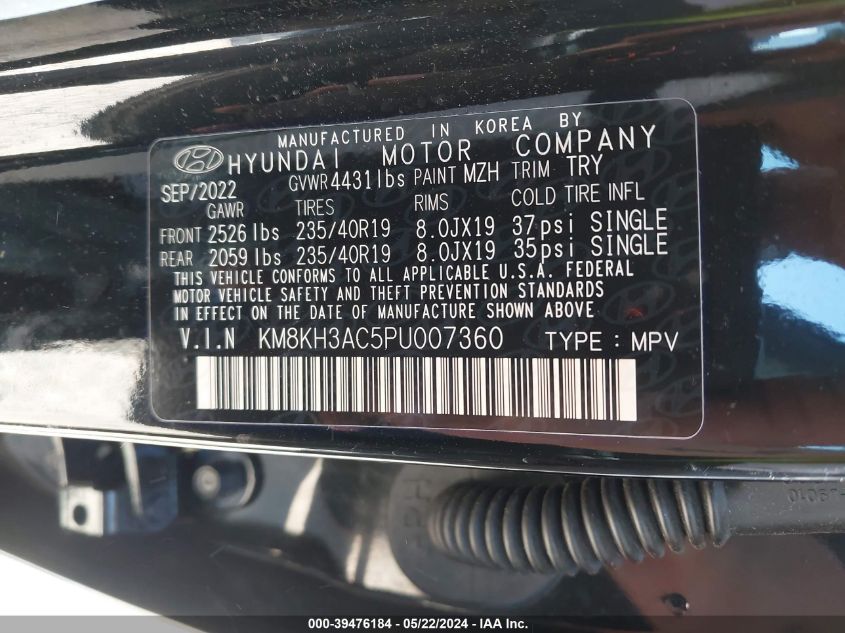 MANUFACTURED IN KOREA BY
HYUNDAI MOTOR COMPANY
SEP/2022 GVWR 4431lbs PAINT MZH TRIM TRY
GAWR TIRES RIMS COLD TIRE INFL
FRONT 2526 lbs 235/40R19 8.0JX19 37psi SINGLE
REAR 2059 lbs 235/40R19 8.0JX19 35psi SINGLE
THIS VEHICLE CONFORMS TO ALL APPLICABLE U.S.A. FEDERAL
MOTOR VEHICLE SAFETY AND THEFT PREVENTION STANDARDS
IN EFFECT ON THE DATE OF MANUFACTURE SHOWN ABOVE
V.I.N KM8KH3AC5PU007360 TYPE : MPV
000-39476184 - 05/22/2024 - IAA Inc.